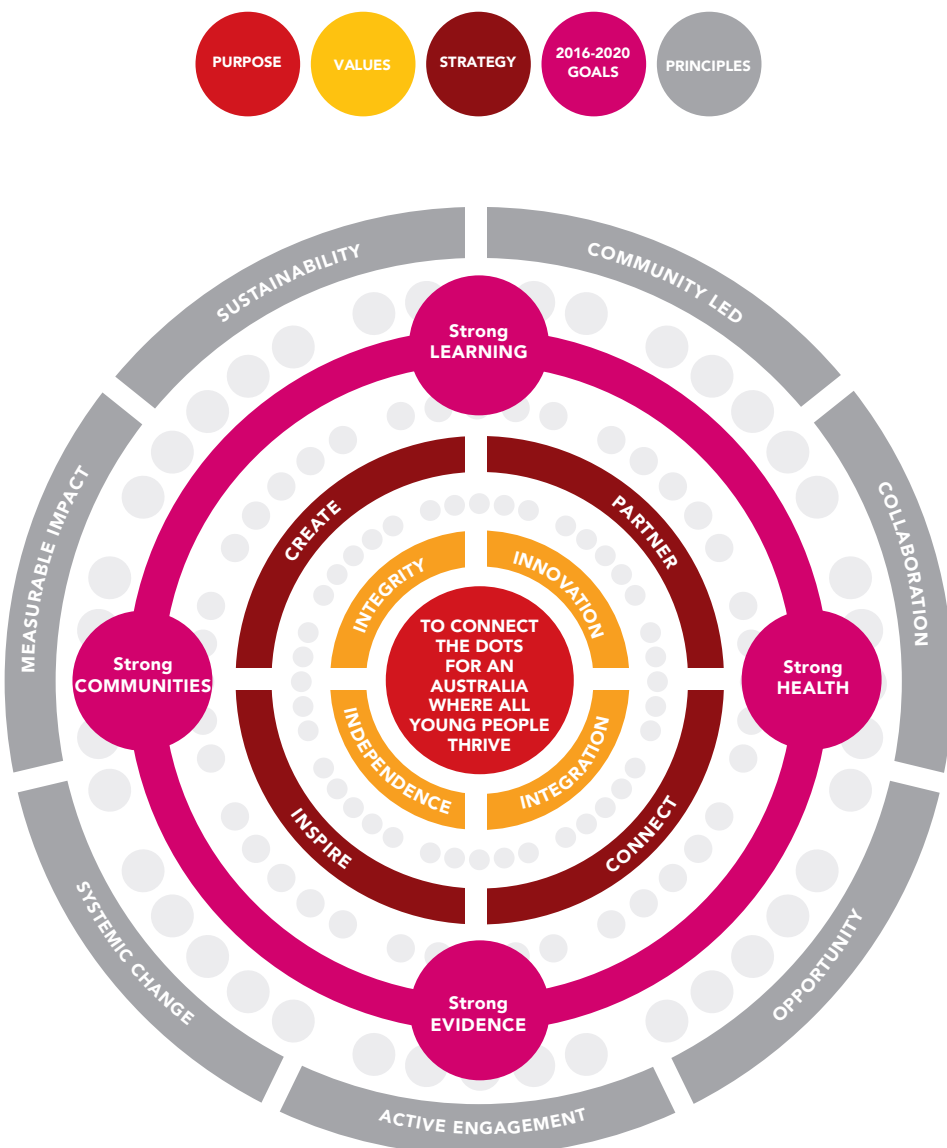 PURPOSE
VALUES
STRATEGY
2016-2020
GOALS
PRINCIPLES
SUSTAINABILITY
COMMUNITY LED
COLLABORATION
OPPORTUNITY
ACTIVE ENGAGEMENT
SYSTEMIC CHANGE
MEASURABLE IMPACT
Strong
LEARNING
Strong
HEALTH
Strong
EVIDENCE
Strong
COMMUNITIES
CREATE
PARTNER
CONNECT
INSPIRE
INTEGRITY
INNOVATION
INTEGRATION
INDEPENDENCE
TO CONNECT
THE DOTS
FOR AN
AUSTRALIA
WHERE ALL
YOUNG PEOPLE
THRIVE